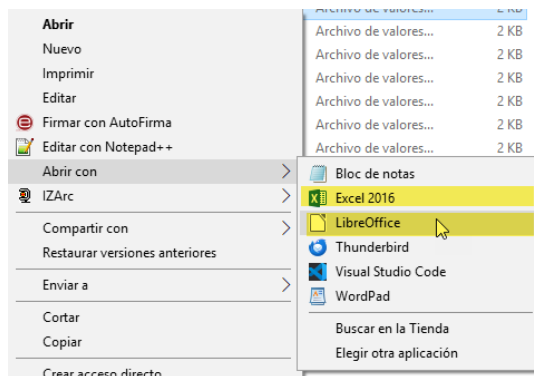 Abrir
Nuevo
Imprimir
Editar
Firmar con AutoFirma
Editar con Notepad++
Abrir con
IZArc
Compartir con
Restaurar versiones anteriores
Enviar a
Cortar
Copiar
Crear acceso directo
Archivo de valores... 2 KB
Archivo de valores... 2 KB
Archivo de valores... 2 KB
Archivo de valores... 2 KB
Archivo de valores... 2 KB
Archivo de valores... 2 KB
Archivo de valores... 2 KB
Bloc de notas
Excel 2016
LibreOffice
Thunderbird
Visual Studio Code
WordPad
Buscar en la Tienda
Elegir otra aplicación